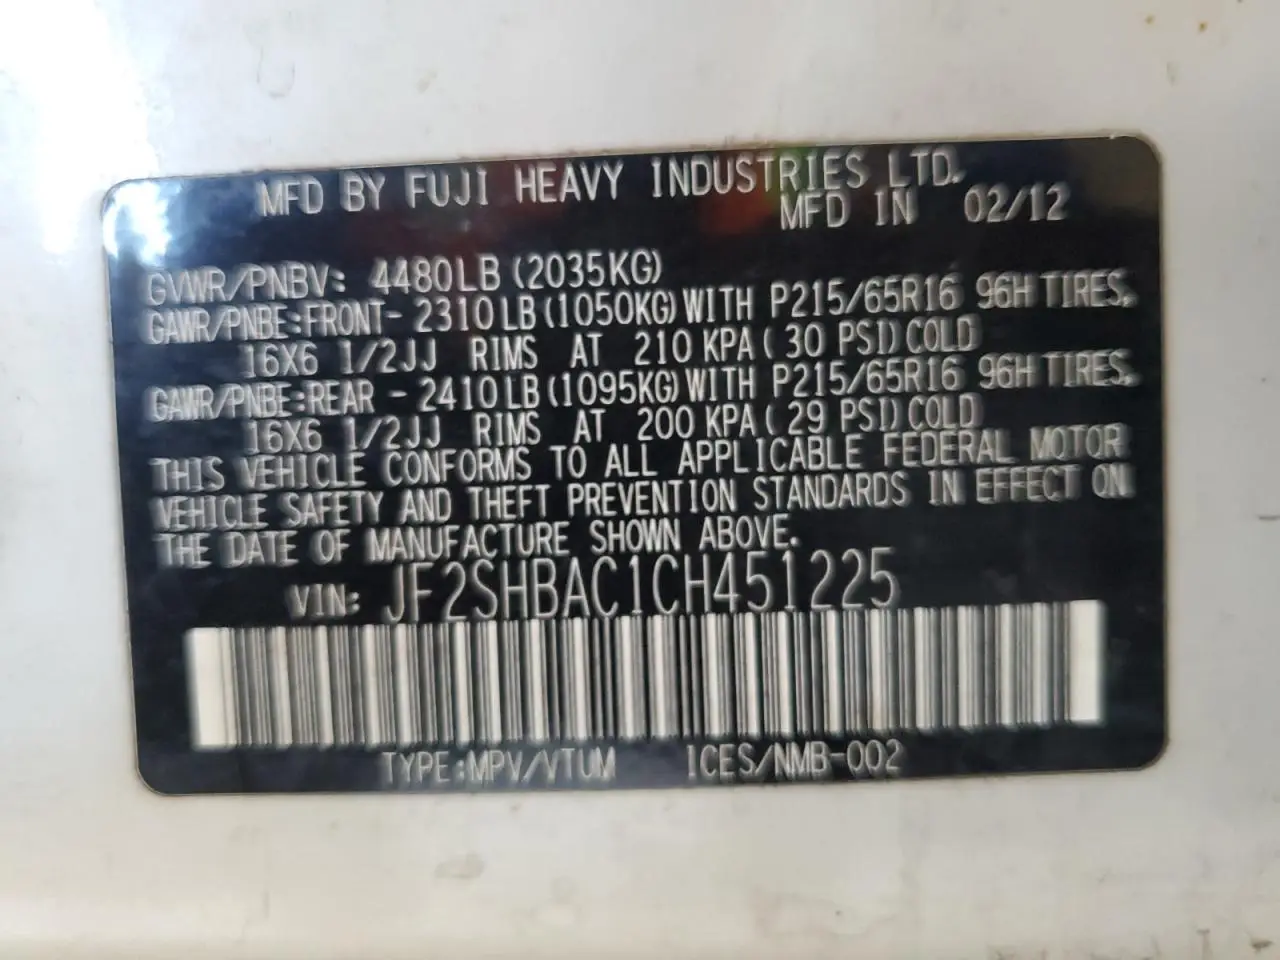 MFD BY FUJI HEAVY INDUSTRIES LTD.
MFD IN 02/12
GVWR/PNBV: 4480LB (2035KG)
GAWR/PNBE:FRONT- 2310LB(1050KG)WITH P215/65R16 96H TIRES,
16X6 1/2JJ RIMS AT 210 KPA( 30 PSI)COLD
GAWR/PNBE:REAR - 2410LB(1095KG)WITH P215/65R16 96H TIRES,
16X6 1/2JJ RIMS AT 200 KPA( 29 PSI)COLD
THIS VEHICLE CONFORMS TO ALL APPLICABLE FEDERAL MOTOR
VEHICLE SAFETY AND THEFT PREVENTION STANDARDS IN EFFECT ON
THE DATE OF MANUFACTURE SHOWN ABOVE.
VIN: JF2SHBAC1CH451225
TYPE:MPV/VTUM ICES/NMB-002